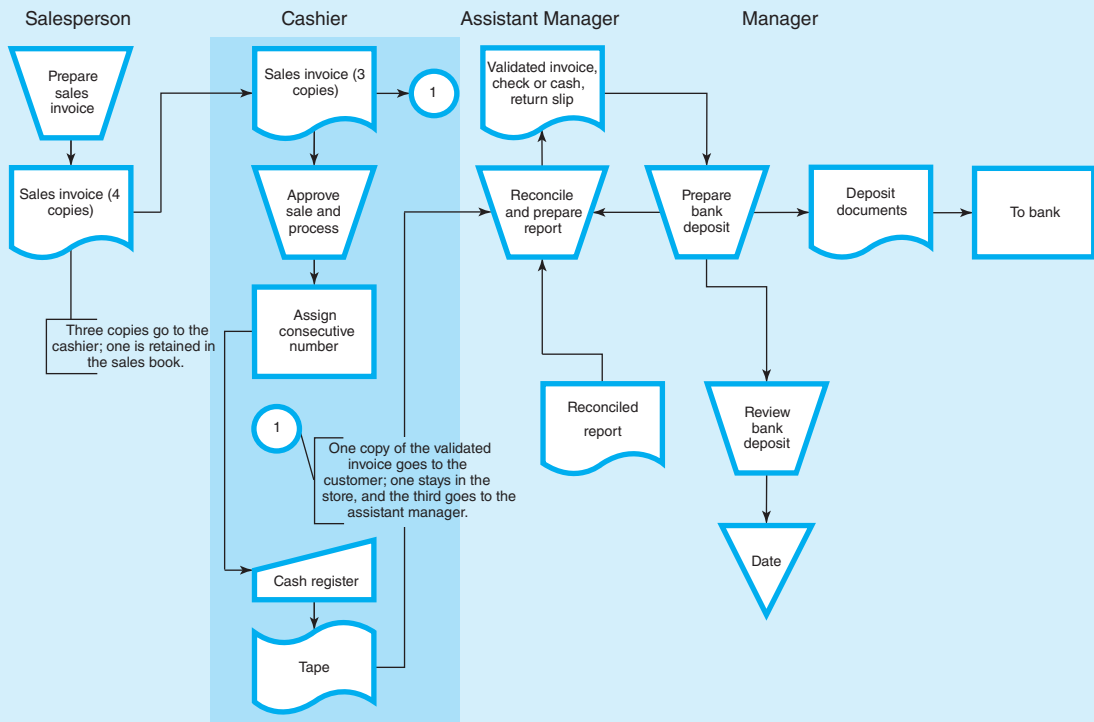 Salesperson
Cashier
Assistant Manager
Manager
Prepare
sales
invoice
Sales invoice (4
copies)
Three copies go to the
cashier; one is retained in
the sales book.
Sales invoice (3
copies)
1
Approve
sale and
process
Assign
consecutive
number
1
One copy of the validated
invoice goes to the
customer; one stays in the
store, and the third goes to the
assistant manager.
Cash register
Tape
Validated invoice,
check or cash,
return slip
Reconcile
and prepare
report
Reconciled
report
Prepare
bank
deposit
Deposit
documents
To bank
Review
bank
deposit
Date